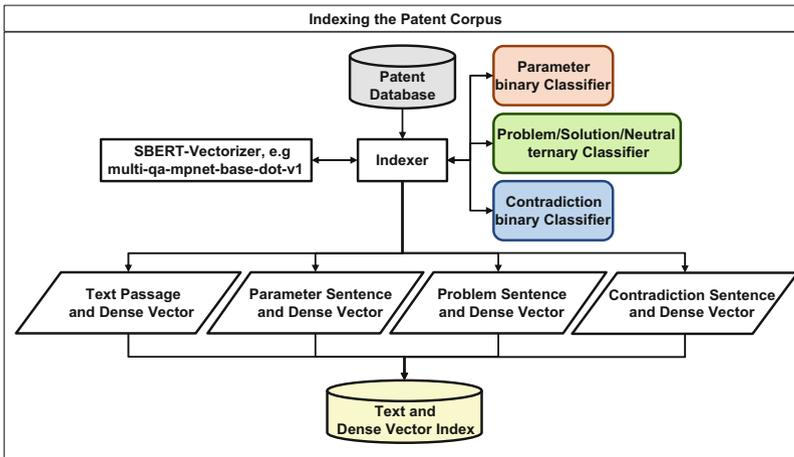 Indexing the Patent Corpus
Patent
Database
Parameter
binary Classifier
SBERT-Vectorizer, e.g
multi-qa-mpnet-base-dot-v1
Indexer
Problem/Solution/Neutral
ternary Classifier
Contradiction
binary Classifier
Text Passage
and Dense Vector
Parameter Sentence
and Dense Vector
Problem Sentence
and Dense Vector
Contradiction Sentence
and Dense Vector
Text and
Dense Vector Index